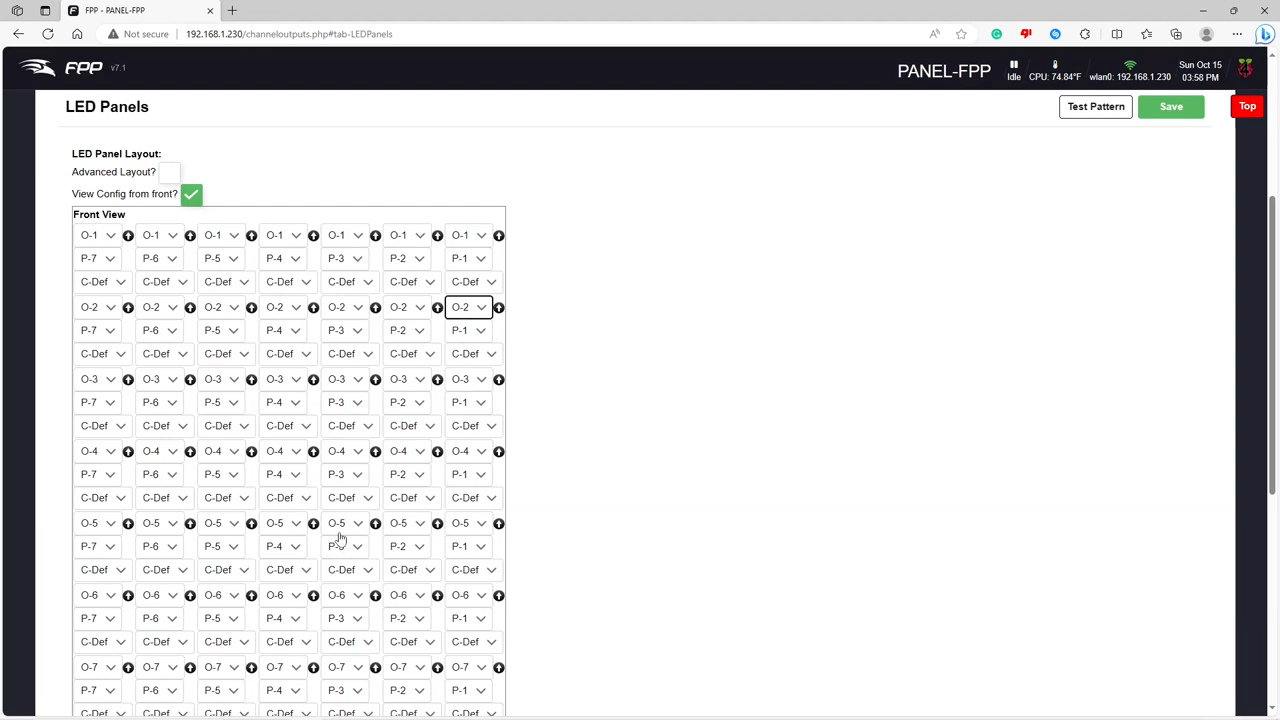 FPP - PANEL-FPP
Not secure 192.168.1.230/channeloutputs.php#tab-LEDPanels
FPP v7.1
PANEL-FPP Idle CPU: 74.84°F wlan0: 192.168.1.230 Sun Oct 15 03:58 PM
LED Panels Test Pattern Save Top
LED Panel Layout:
Advanced Layout?
View Config from front?
Front View
O-1 O-1 O-1 O-1 O-1 O-1 O-1
P-7 P-6 P-5 P-4 P-3 P-2 P-1
C-Def C-Def C-Def C-Def C-Def C-Def C-Def
O-2 O-2 O-2 O-2 O-2 O-2 O-2
P-7 P-6 P-5 P-4 P-3 P-2 P-1
C-Def C-Def C-Def C-Def C-Def C-Def C-Def
O-3 O-3 O-3 O-3 O-3 O-3 O-3
P-7 P-6 P-5 P-4 P-3 P-2 P-1
C-Def C-Def C-Def C-Def C-Def C-Def C-Def
O-4 O-4 O-4 O-4 O-4 O-4 O-4
P-7 P-6 P-5 P-4 P-3 P-2 P-1
C-Def C-Def C-Def C-Def C-Def C-Def C-Def
O-5 O-5 O-5 O-5 O-5 O-5 O-5
P-7 P-6 P-5 P-4 P-3 P-2 P-1
C-Def C-Def C-Def C-Def C-Def C-Def C-Def
O-6 O-6 O-6 O-6 O-6 O-6 O-6
P-7 P-6 P-5 P-4 P-3 P-2 P-1
C-Def C-Def C-Def C-Def C-Def C-Def C-Def
O-7 O-7 O-7 O-7 O-7 O-7 O-7
P-7 P-6 P-5 P-4 P-3 P-2 P-1
C-Def C-Def C-Def C-Def C-Def C-Def C-Def